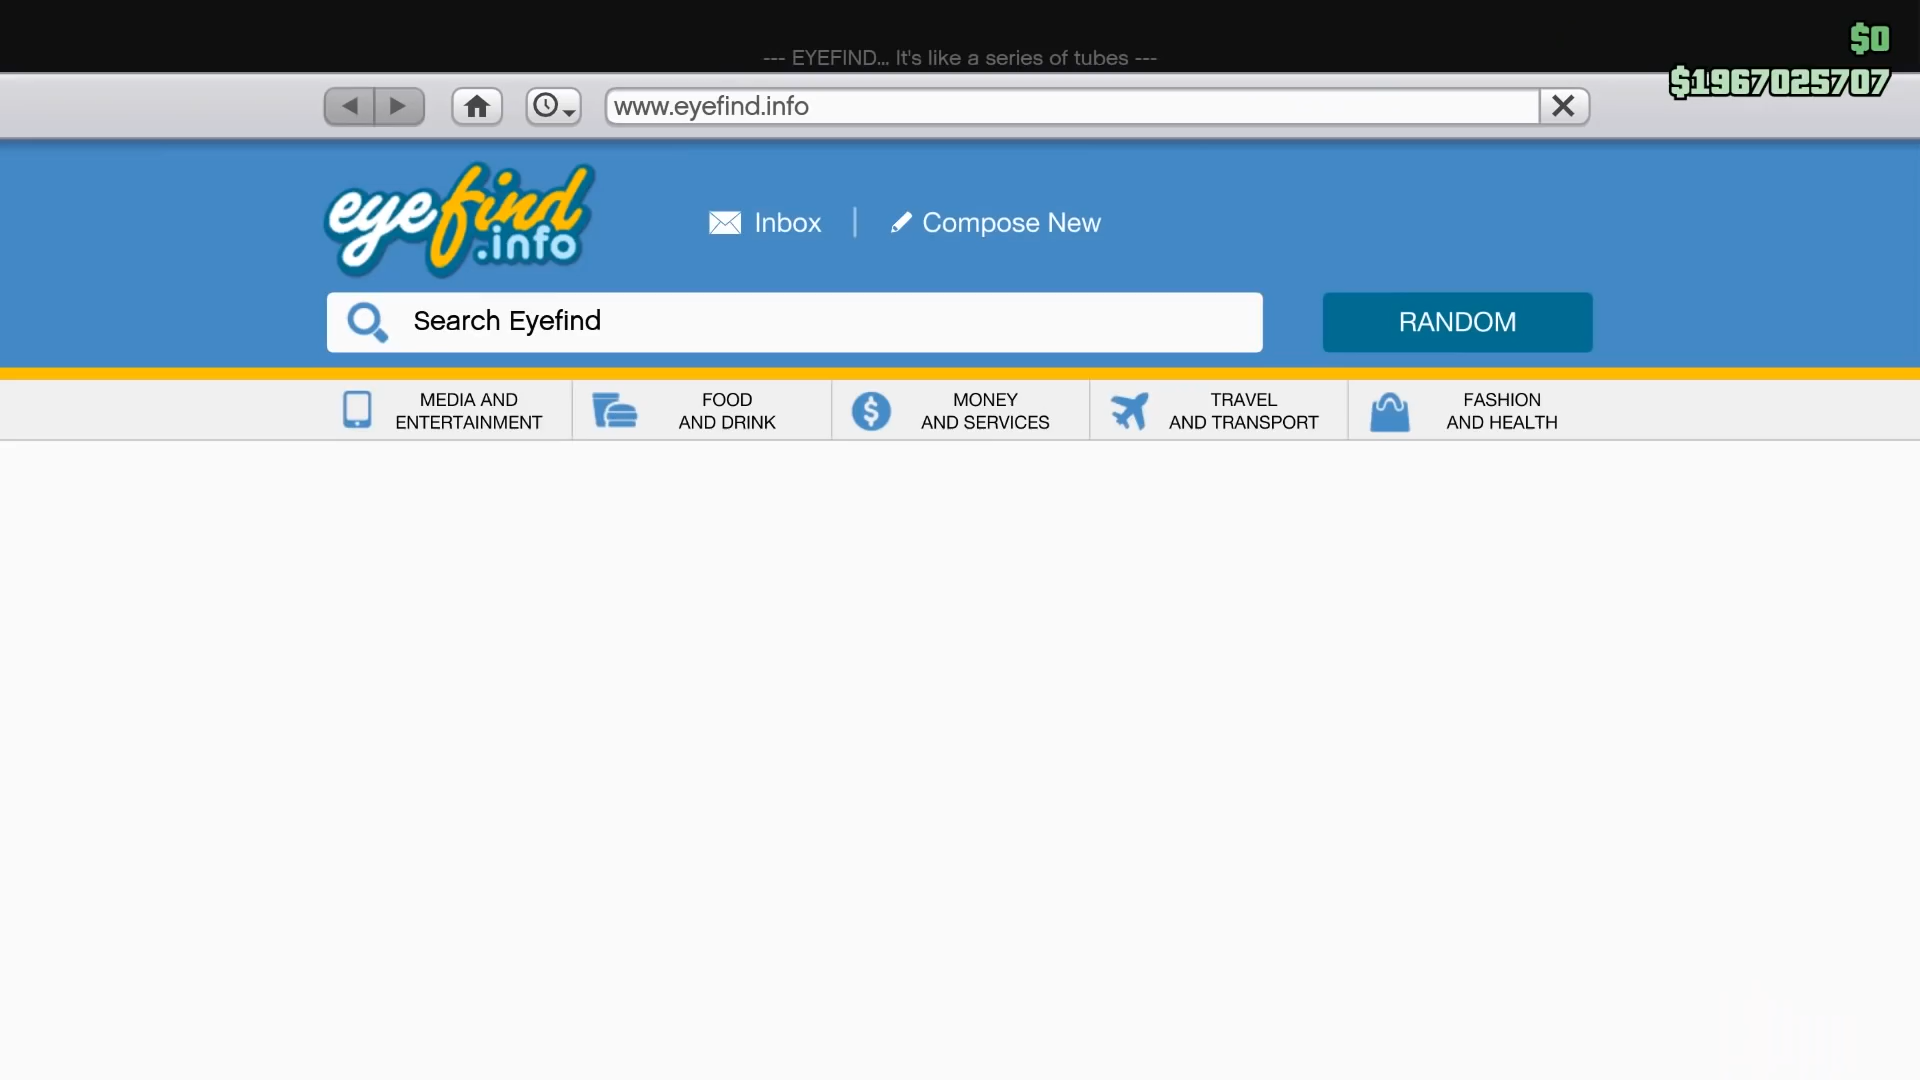 $0
--- EYEFIND... It's like a series of tubes ---
$1967025707
www.eyefind.info
eyefind
.info
Inbox
Compose New
Search Eyefind
RANDOM
MEDIA AND
ENTERTAINMENT
FOOD
AND DRINK
MONEY
AND SERVICES
TRAVEL
AND TRANSPORT
FASHION
AND HEALTH